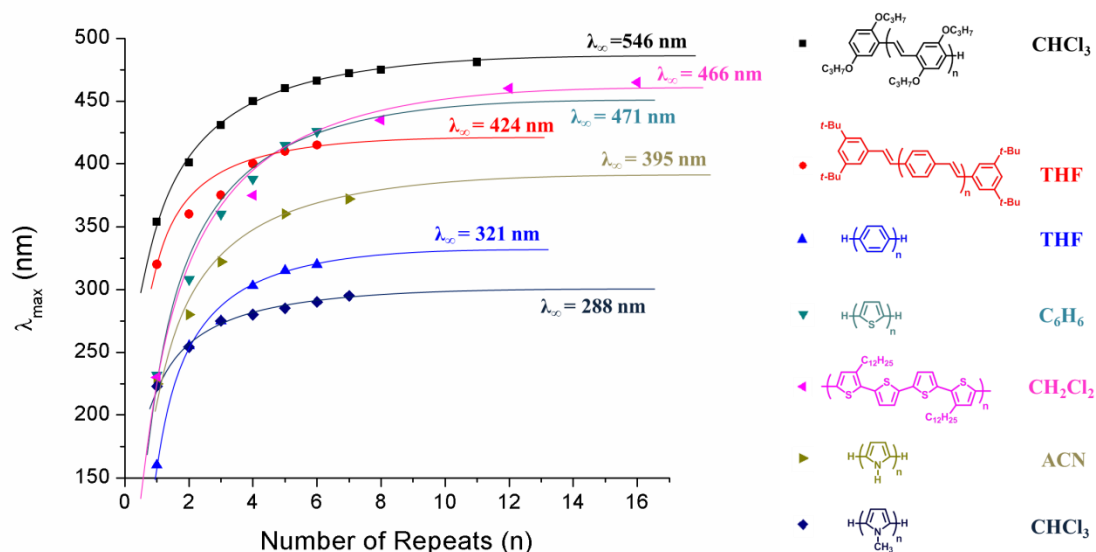 500
450
400
350
300
250
200
150
0
2
4
6
8
10
12
14
16
λmax (nm)
Number of Repeats (n)
λ∞ =546 nm
λ∞ = 466 nm
λ∞ = 471 nm
λ∞ = 424 nm
λ∞ = 395 nm
λ∞ = 321 nm
λ∞ = 288 nm
OC3H7
OC3H7
C3H7O
C3H7O
H
n
CHCl3
t-Bu
t-Bu
t-Bu
t-Bu
n
THF
H
H
n
THF
H
S
H
n
C6H6
C12H25
S
S
S
S
C12H25
n
CH2Cl2
H
N
H
H
n
ACN
H
N
CH3
H
n
CHCl3